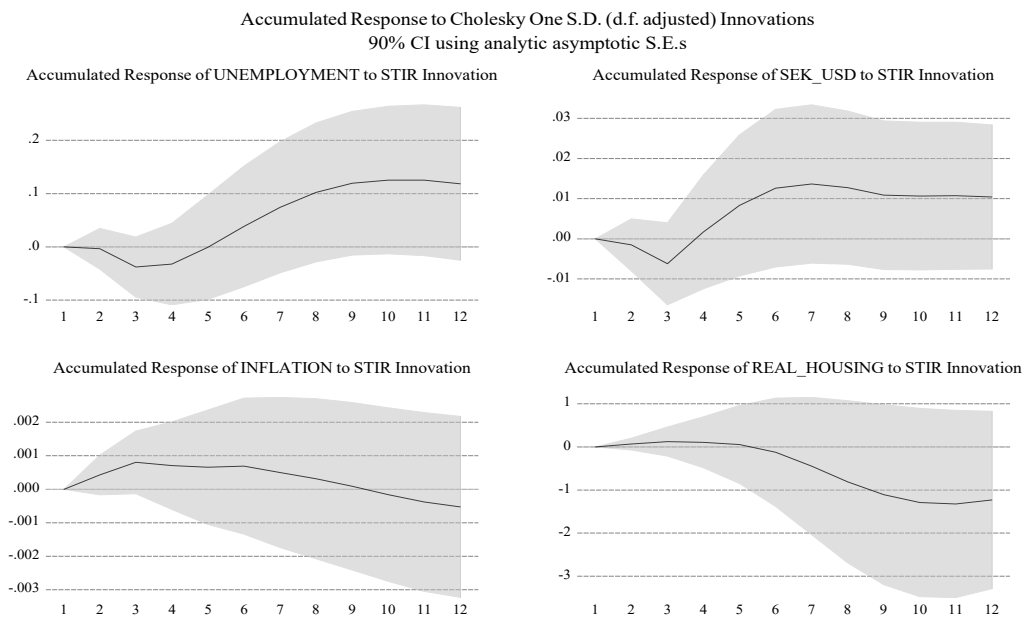 Accumulated Response to Cholesky One S.D. (d.f. adjusted) Innovations
90% CI using analytic asymptotic S.E.s
Accumulated Response of UNEMPLOYMENT to STIR Innovation
.2
.1
.0
-.1
1 2 3 4 5 6 7 8 9 10 11 12
Accumulated Response of SEK_USD to STIR Innovation
.03
.02
.01
.00
-.01
1 2 3 4 5 6 7 8 9 10 11 12
Accumulated Response of INFLATION to STIR Innovation
.002
.001
.000
-.001
-.002
-.003
1 2 3 4 5 6 7 8 9 10 11 12
Accumulated Response of REAL_HOUSING to STIR Innovation
1
0
-1
-2
-3
1 2 3 4 5 6 7 8 9 10 11 12